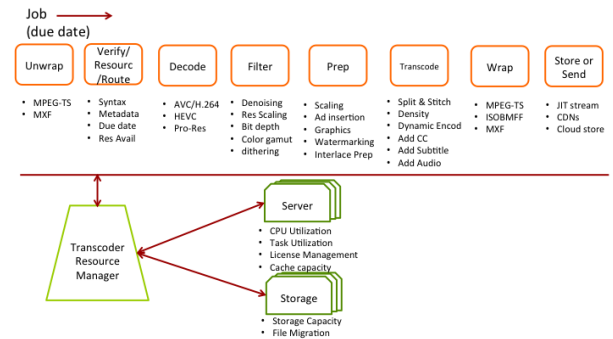 Job
(due date)
Unwrap
• MPEG-TS
• MXF
Verify/
Resourc
/Route
• Syntax
• Metadata
• Due date
• Res Avail
Decode
• AVC/H.264
• HEVC
• Pro-Res
Filter
• Denoising
• Res Scaling
• Bit depth
• Color gamut
• dithering
Prep
• Scaling
• Ad insertion
• Graphics
• Watermarking
• Interlace Prep
Transcode
• Split & Stitch
• Density
• Dynamic Encod
• Add CC
• Add Subtitle
• Add Audio
Wrap
• MPEG-TS
• ISOBMFF
• MXF
Store or
Send
• JIT stream
• CDNs
• Cloud store
Transcoder
Resource
Manager
Server
• CPU Utilization
• Task Utilization
• License Management
• Cache capacity
Storage
• Storage Capacity
• File Migration